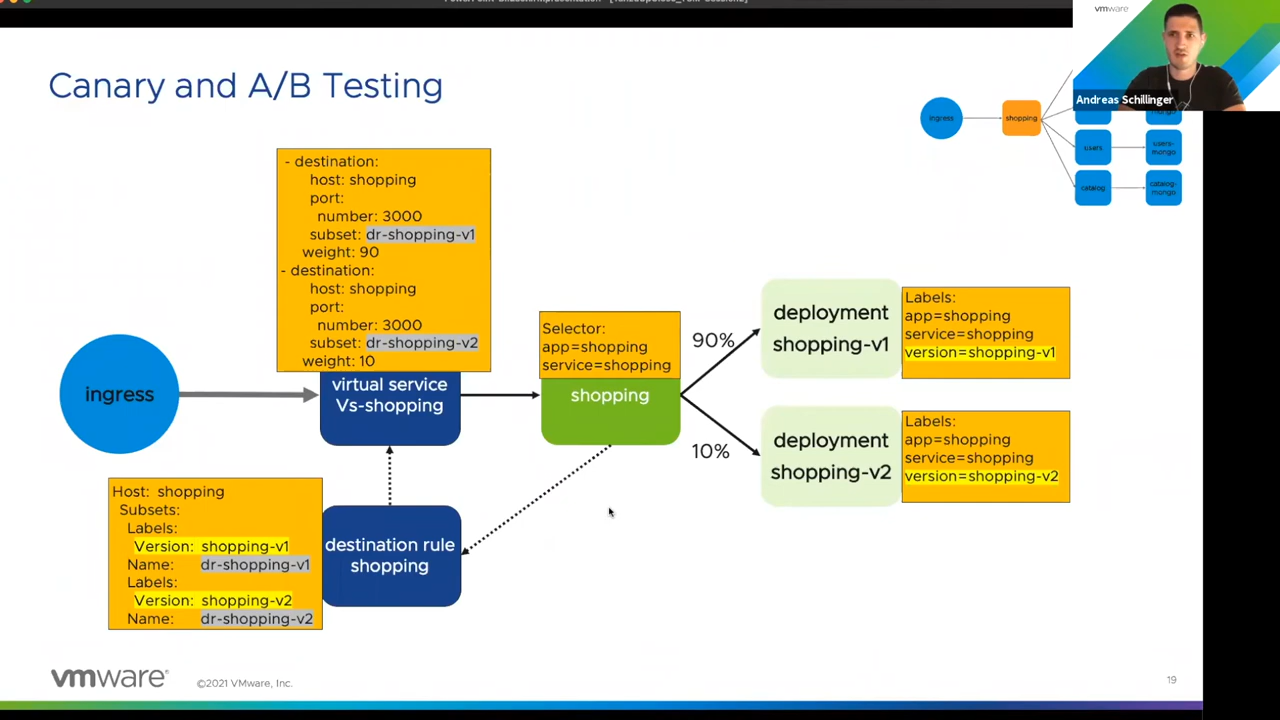 vmware
Andreas Schillinger
Canary and A/B Testing
ingress
shopping
users
users-
mongo
catalog
catalog-
mongo
- destination:
host: shopping
port:
number: 3000
subset: dr-shopping-v1
weight: 90
- destination:
host: shopping
port:
number: 3000
subset: dr-shopping-v2
weight: 10
ingress
virtual service
Vs-shopping
Selector:
app=shopping
service=shopping
shopping
90%
10%
deployment
shopping-v1
Labels:
app=shopping
service=shopping
version=shopping-v1
deployment
shopping-v2
Labels:
app=shopping
service=shopping
version=shopping-v2
Host: shopping
Subsets:
Labels:
Version: shopping-v1
Name: dr-shopping-v1
Labels:
Version: shopping-v2
Name: dr-shopping-v2
destination rule
shopping
vmware®
©2021 VMware, Inc.
19